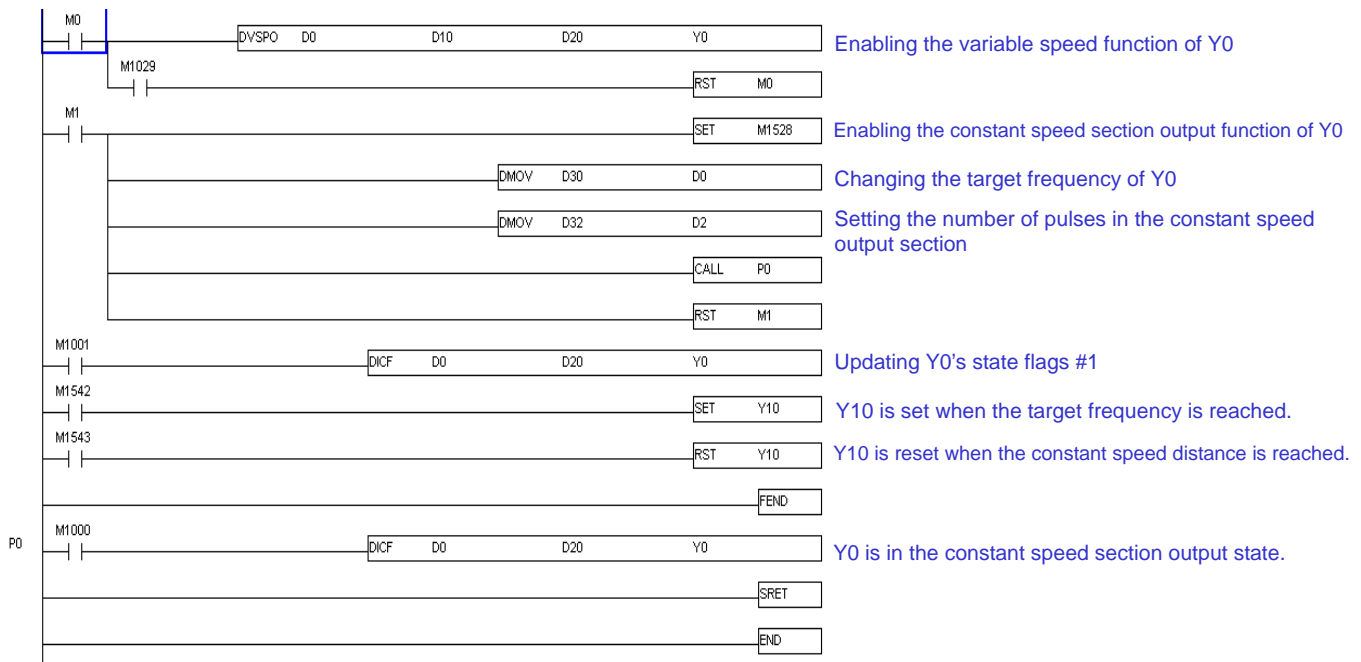 M0
DVSPO D0 D10 D20 Y0
Enabling the variable speed function of Y0
M1029
RST M0
M1
SET M1528
Enabling the constant speed section output function of Y0
DMOV D30 D0
Changing the target frequency of Y0
DMOV D32 D2
Setting the number of pulses in the constant speed
output section
CALL P0
RST M1
M1001
DICF D0 D20 Y0
Updating Y0’s state flags #1
M1542
SET Y10
Y10 is set when the target frequency is reached.
M1543
RST Y10
Y10 is reset when the constant speed distance is reached.
FEND
M1000
P0
DICF D0 D20 Y0
Y0 is in the constant speed section output state.
SRET
END